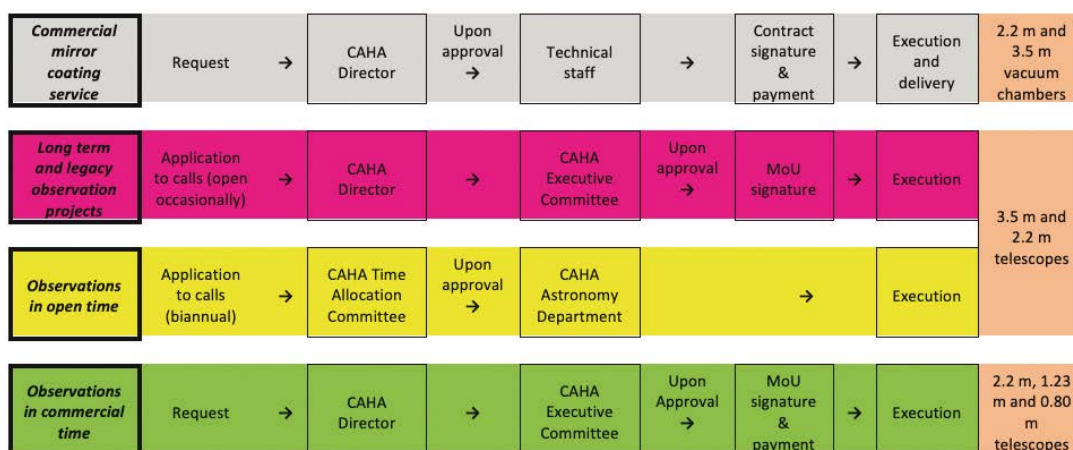 Commercial
mirror
coating
service
Request
→
CAHA
Director
Upon
approval
→
Technical
staff
→
Contract
signature
&
payment
→
Execution
and
delivery
2.2 m and
3.5 m
vacuum
chambers
Long term
and legacy
observation
projects
Application
to calls (open
occasionally)
→
CAHA
Director
→
CAHA
Executive
Committee
Upon
approval
→
MoU
signature
→
Execution
3.5 m and
2.2 m
telescopes
Observations
in open time
Application
to calls
(biannual)
→
CAHA Time
Allocation
Committee
Upon
approval
→
CAHA
Astronomy
Department
→
Execution
Observations
in commercial
time
Request
→
CAHA
Director
→
CAHA
Executive
Committee
Upon
Approval
→
MoU
signature
&
payment
→
Execution
2.2 m, 1.23
m and 0.80
m
telescopes